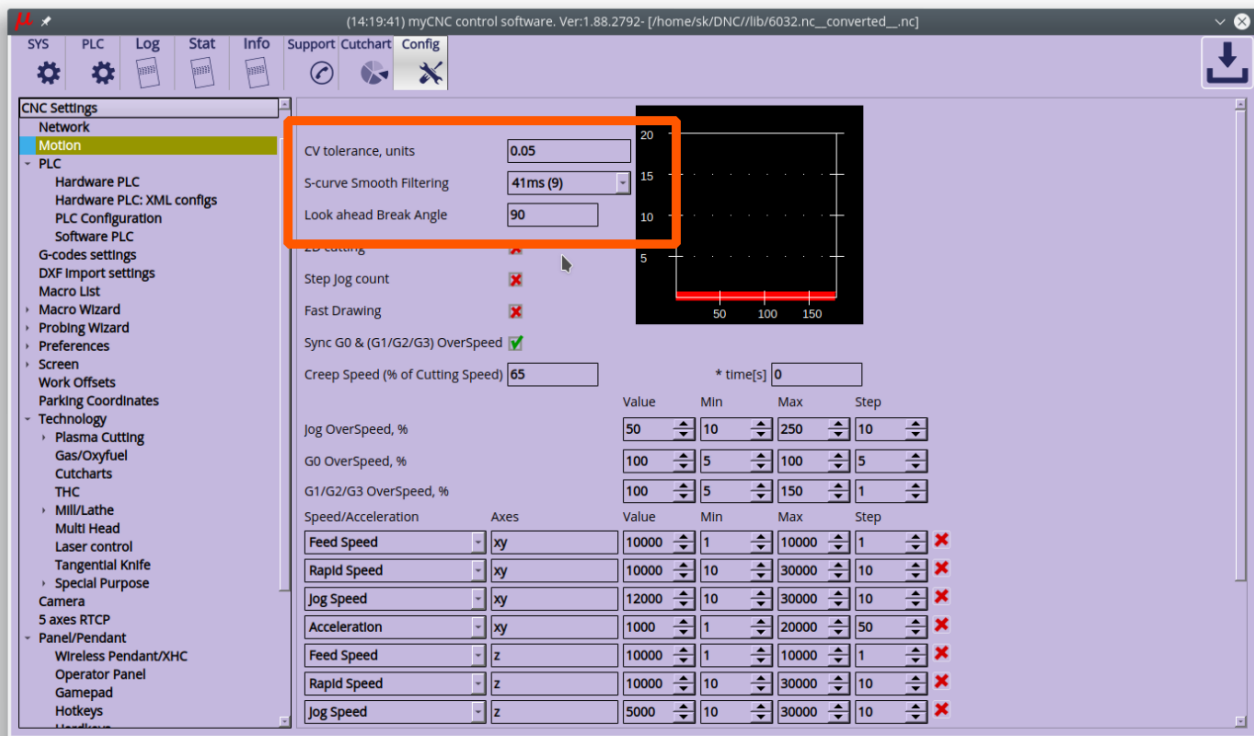 (14:19:41) myCNC control software. Ver:1.88.2792- [/home/sk/DNC//lib/6032.nc__converted__.nc]
SYS PLC Log Stat Info Support Cutchart Config
CNC Settings
Network
Motion
PLC
Hardware PLC
Hardware PLC: XML configs
PLC Configuration
Software PLC
G-codes settings
DXF import settings
Macro List
Macro Wizard
Probing Wizard
Preferences
Screen
Work Offsets
Parking Coordinates
Technology
Plasma Cutting
Gas/Oxyfuel
Cutcharts
THC
Mill/Lathe
Multi Head
Laser control
Tangential Knife
Special Purpose
Camera
5 axes RTCP
Panel/Pendant
Wireless Pendant/XHC
Operator Panel
Gamepad
Hotkeys
CV tolerance, units 0.05
S-curve Smooth Filtering 41ms (9)
Look ahead Break Angle 90
2D cutting
Step Jog count
Fast Drawing
Sync G0 & (G1/G2/G3) OverSpeed
Creep Speed (% of Cutting Speed) 65 * time[s] 0
20
15
10
5
50 100 150
Value Min Max Step
Jog OverSpeed, % 50 10 250 10
G0 OverSpeed, % 100 5 100 5
G1/G2/G3 OverSpeed, % 100 5 150 1
Speed/Acceleration Axes Value Min Max Step
Feed Speed xy 10000 1 10000 1
Rapid Speed xy 10000 10 30000 10
Jog Speed xy 12000 10 30000 10
Acceleration xy 1000 1 20000 50
Feed Speed z 10000 1 10000 1
Rapid Speed z 10000 10 30000 10
Jog Speed z 5000 10 30000 10